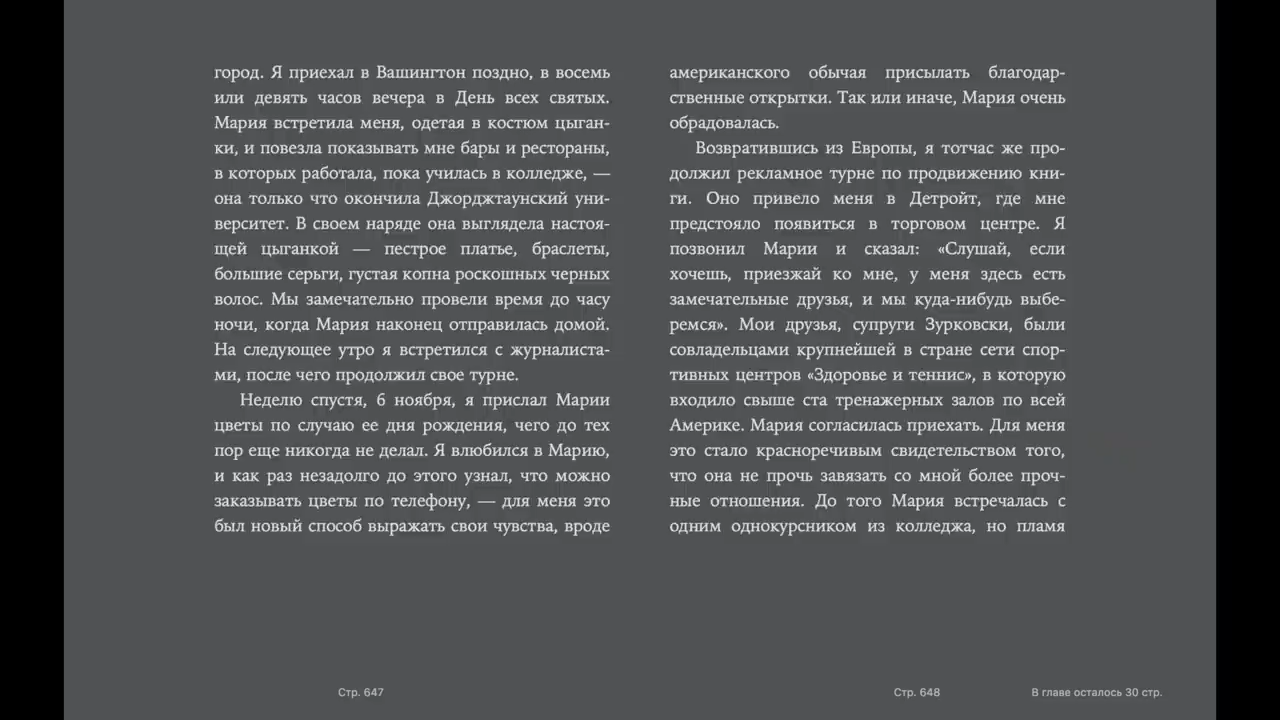 город. Я приехал в Вашингтон поздно, в восемь
или девять часов вечера в День всех святых.
Мария встретила меня, одетая в костюм цыган-
ки, и повезла показывать мне бары и рестораны,
в которых работала, пока училась в колледже, —
она только что окончила Джорджтаунский уни-
верситет. В своем наряде она выглядела настоя-
щей цыганкой — пестрое платье, браслеты,
большие серьги, густая копна роскошных черных
волос. Мы замечательно провели время до часу
ночи, когда Мария наконец отправилась домой.
На следующее утро я встретился с журналиста-
ми, после чего продолжил свое турне.
Неделю спустя, 6 ноября, я прислал Марии
цветы по случаю ее дня рождения, чего до тех
пор еще никогда не делал. Я влюбился в Марию,
и как раз незадолго до этого узнал, что можно
заказывать цветы по телефону, — для меня это
был новый способ выражать свои чувства, вроде
американского обычая присылать благодар-
ственные открытки. Так или иначе, Мария очень
обрадовалась.
Возвратившись из Европы, я тотчас же про-
должил рекламное турне по продвижению кни-
ги. Оно привело меня в Детройт, где мне
предстояло появиться в торговом центре. Я
позвонил Марии и сказал: «Слушай, если
хочешь, приезжай ко мне, у меня здесь есть
замечательные друзья, и мы куда-нибудь выбе-
ремся». Мои друзья, супруги Зурковски, были
совладельцами крупнейшей в стране сети спор-
тивных центров «Здоровье и теннис», в которую
входило свыше ста тренажерных залов по всей
Америке. Мария согласилась приехать. Для меня
это стало красноречивым свидетельством того,
что она не прочь завязать со мной более проч-
ные отношения. До того Мария встречалась с
одним однокурсником из колледжа, но пламя
Стр. 647
Стр. 648
В главе осталось 30 стр.